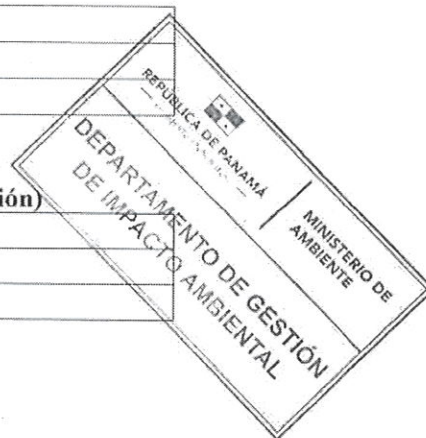 REPÚBLICA DE PANAMÁ
MINISTERIO DE
AMBIENTE
DEPARTAMENTO DE GESTIÓN
DE IMPACTO AMBIENTAL
ión)